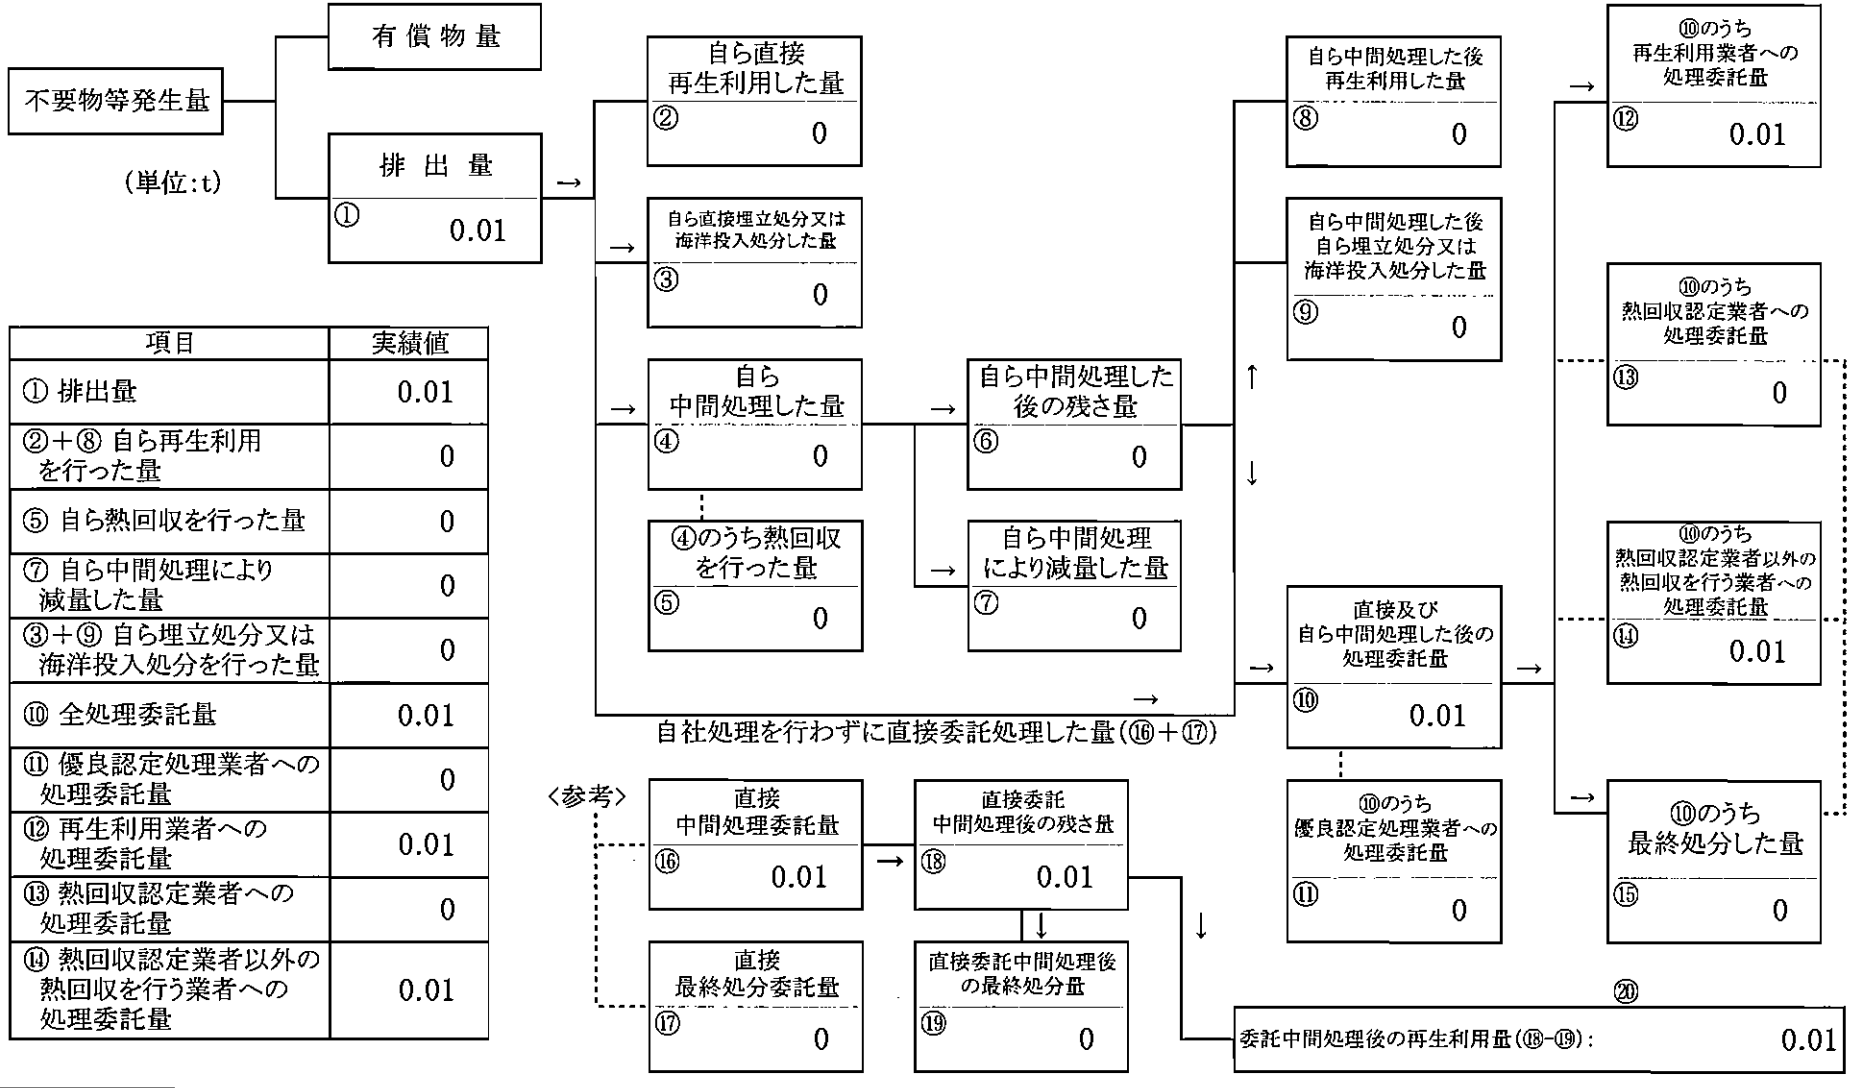 不要物等発生量
(単位:t)
有償物量
排出量
① 0.01
自ら直接
再生利用した量
② 0
自ら直接埋立処分又は
海洋投入処分した量
③ 0
自ら
中間処理した量
④ 0
④のうち熱回収
を行った量
⑤ 0
自ら中間処理した
後の残さ量
⑥ 0
自ら中間処理
により減量した量
⑦ 0
自ら中間処理した後
再生利用した量
⑧ 0
自ら中間処理した後
自ら埋立処分又は
海洋投入処分した量
⑨ 0
直接及び
自ら中間処理した後の
処理委託量
⑩ 0.01
⑩のうち
優良認定処理業者への
処理委託量
⑪ 0
⑩のうち
再生利用業者への
処理委託量
⑫ 0.01
⑩のうち
熱回収認定業者への
処理委託量
⑬ 0
⑩のうち
熱回収認定業者以外の
熱回収を行う業者への
処理委託量
⑭ 0.01
⑩のうち
最終処分した量
⑮ 0
自社処理を行わずに直接委託処理した量(⑯+⑰)
<参考>
直接
中間処理委託量
⑯ 0.01
直接
最終処分委託量
⑰ 0
直接委託
中間処理後の残さ量
⑱ 0.01
直接委託中間処理後
の最終処分量
⑲ 0
⑳
委託中間処理後の再生利用量(⑱-⑲): 0.01
項目 実績値
① 排出量 0.01
②+⑧ 自ら再生利用
を行った量 0
⑤ 自ら熱回収を行った量 0
⑦ 自ら中間処理により
減量した量 0
③+⑨ 自ら埋立処分又は
海洋投入処分を行った量 0
⑩ 全処理委託量 0.01
⑪ 優良認定処理業者への
処理委託量 0
⑫ 再生利用業者への
処理委託量 0.01
⑬ 熱回収認定業者への
処理委託量 0
⑭ 熱回収認定業者以外の
熱回収を行う業者への
処理委託量 0.01